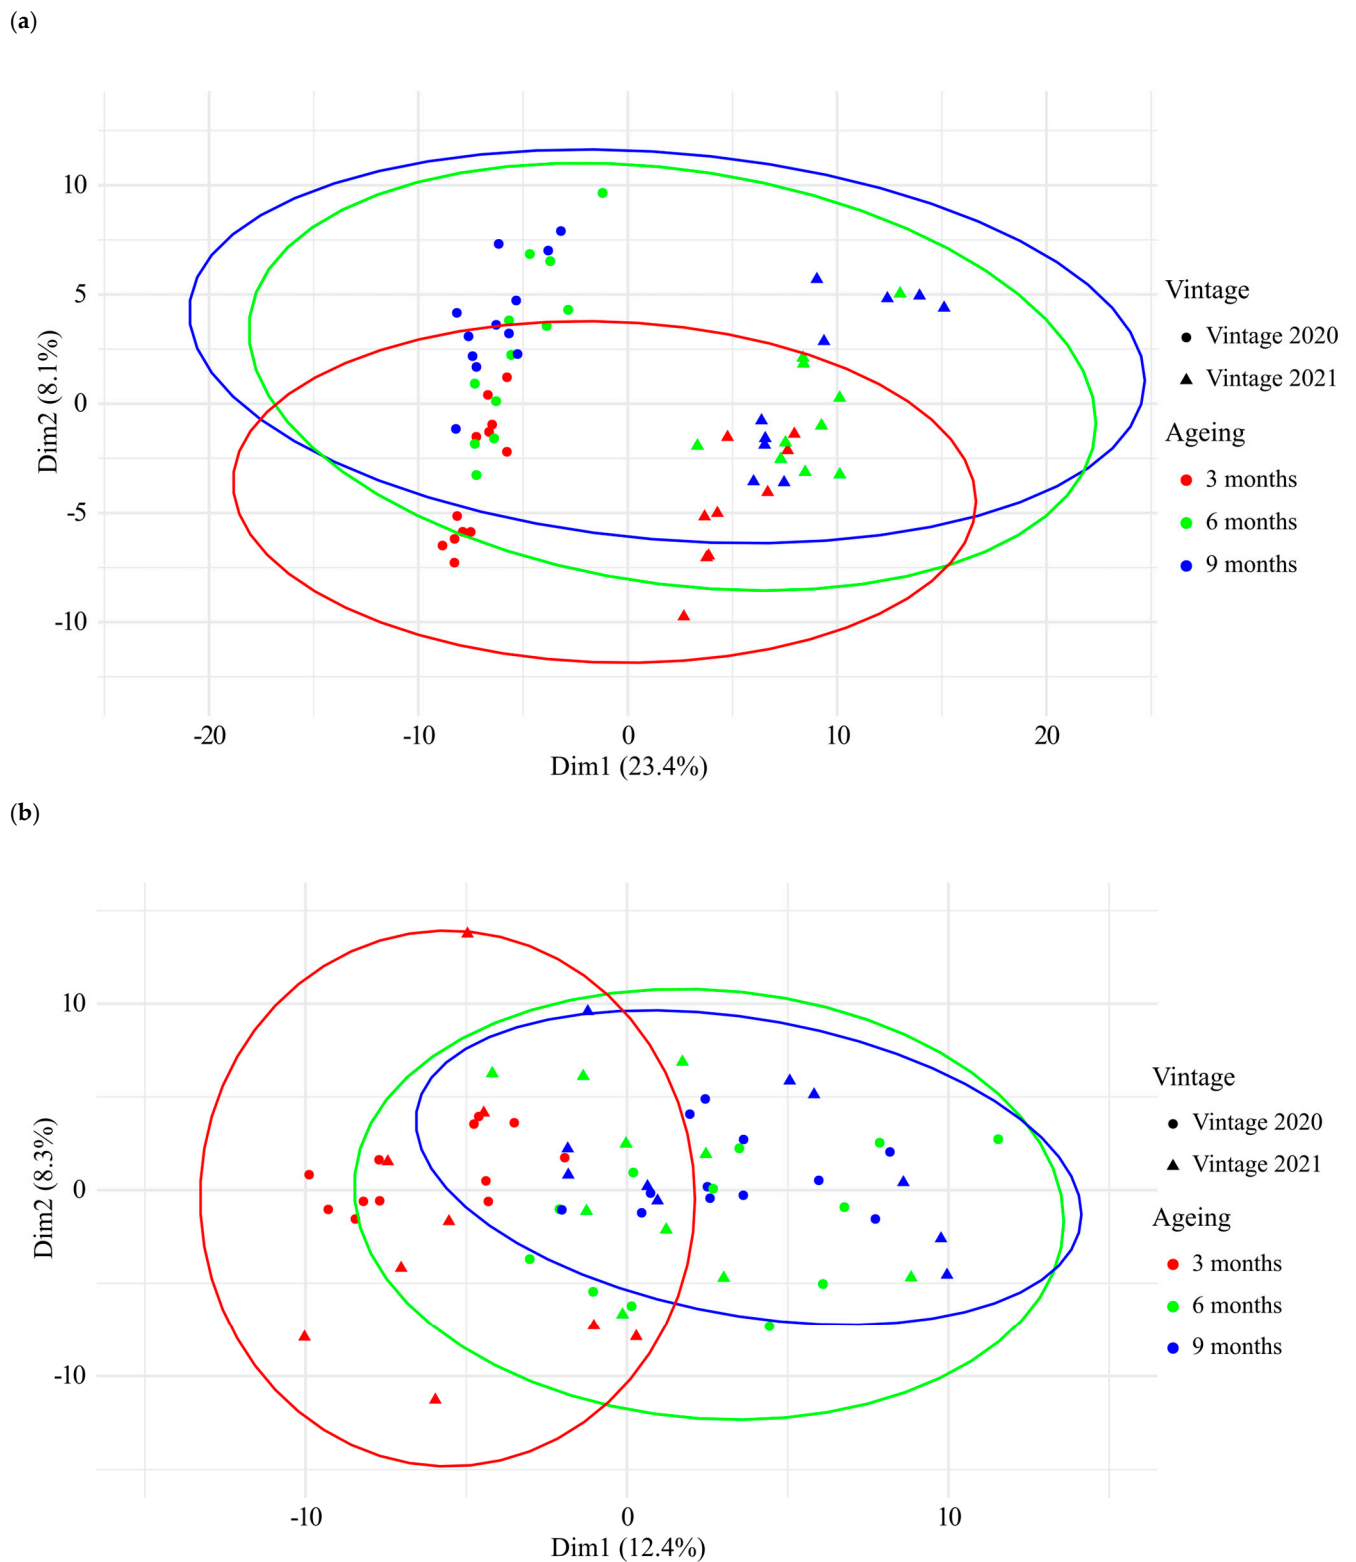 (a)
10
5
0
-5
-10
Dim2 (8.1%)
-20 -10 0 10 20
Dim1 (23.4%)
Vintage
Vintage 2020
Vintage 2021
Ageing
3 months
6 months
9 months
(b)
10
0
-10
Dim2 (8.3%)
-10 0 10
Dim1 (12.4%)
Vintage
Vintage 2020
Vintage 2021
Ageing
3 months
6 months
9 months